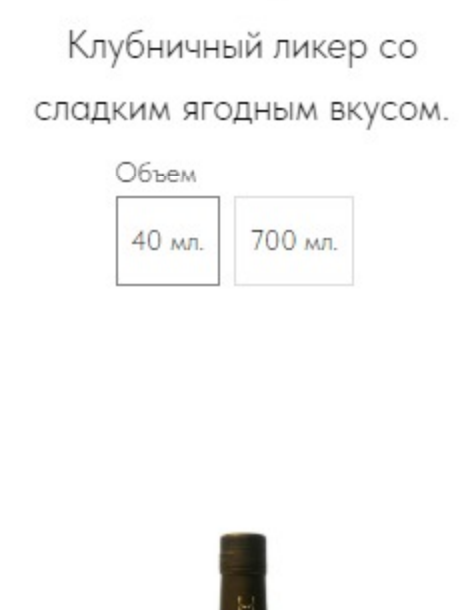 Клубничный ликер со
сладким ягодным вкусом.
Объем
40 мл.
700 мл.